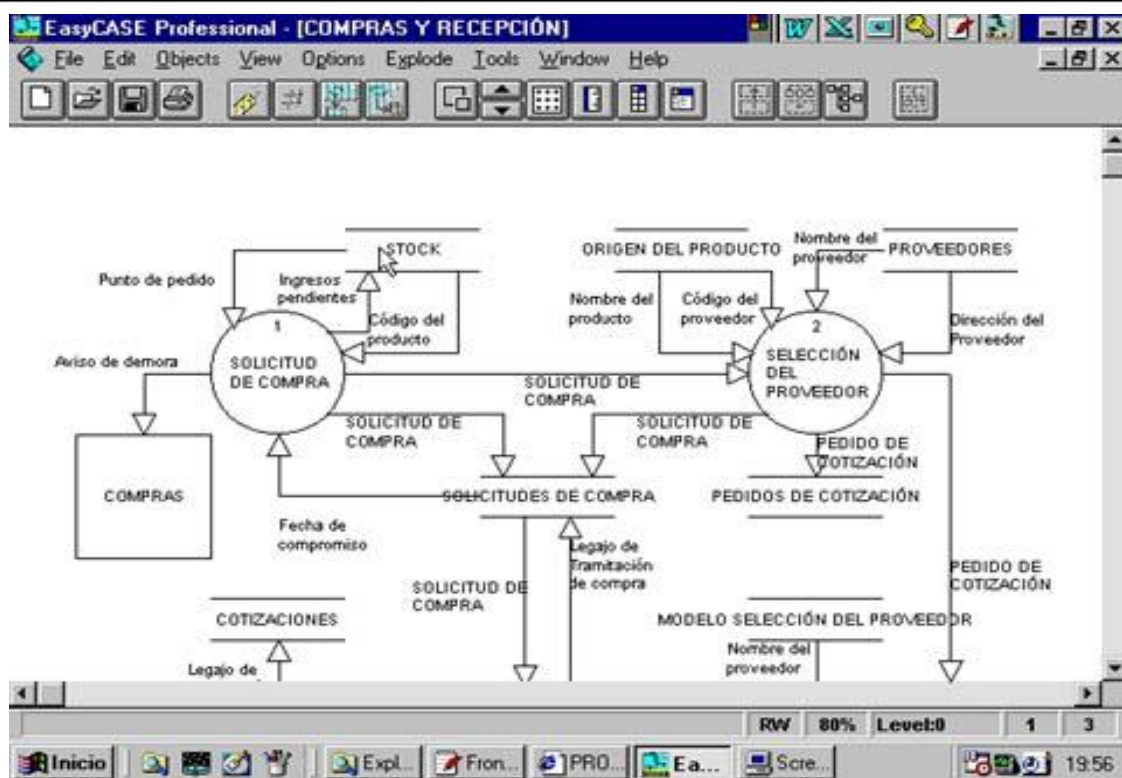 EasyCASE Professional - [COMPRAS Y RECEPCIÓN]
File Edit Objects View Options Explode Tools Window Help
STOCK
ORIGEN DEL PRODUCTO
Nombre del
proveedor
PROVEEDORES
Punto de pedido
Ingresos
pendientes
Código del
producto
Nombre del
producto
Código del
proveedor
Dirección del
Proveedor
1
SOLICITUD
DE COMPRA
2
SELECCIÓN
DEL
PROVEEDOR
Aviso de demora
SOLICITUD DE
COMPRA
SOLICITUD DE
COMPRA
SOLICITUD DE
COMPRA
PEDIDO DE
COTIZACIÓN
COMPRAS
SOLICITUDES DE COMPRA
PEDIDOS DE COTIZACIÓN
Fecha de
compromiso
Legajo de
Tramitación
de compra
SOLICITUD DE
COMPRA
PEDIDO DE
COTIZACIÓN
COTIZACIONES
MODELO SELECCIÓN DEL PROVEEDOR
Legajo de
Nombre del
proveedor
RW 80% Level:0 1 3
Inicio Expl... Fron... PRO... Ea... Scre... 19:56